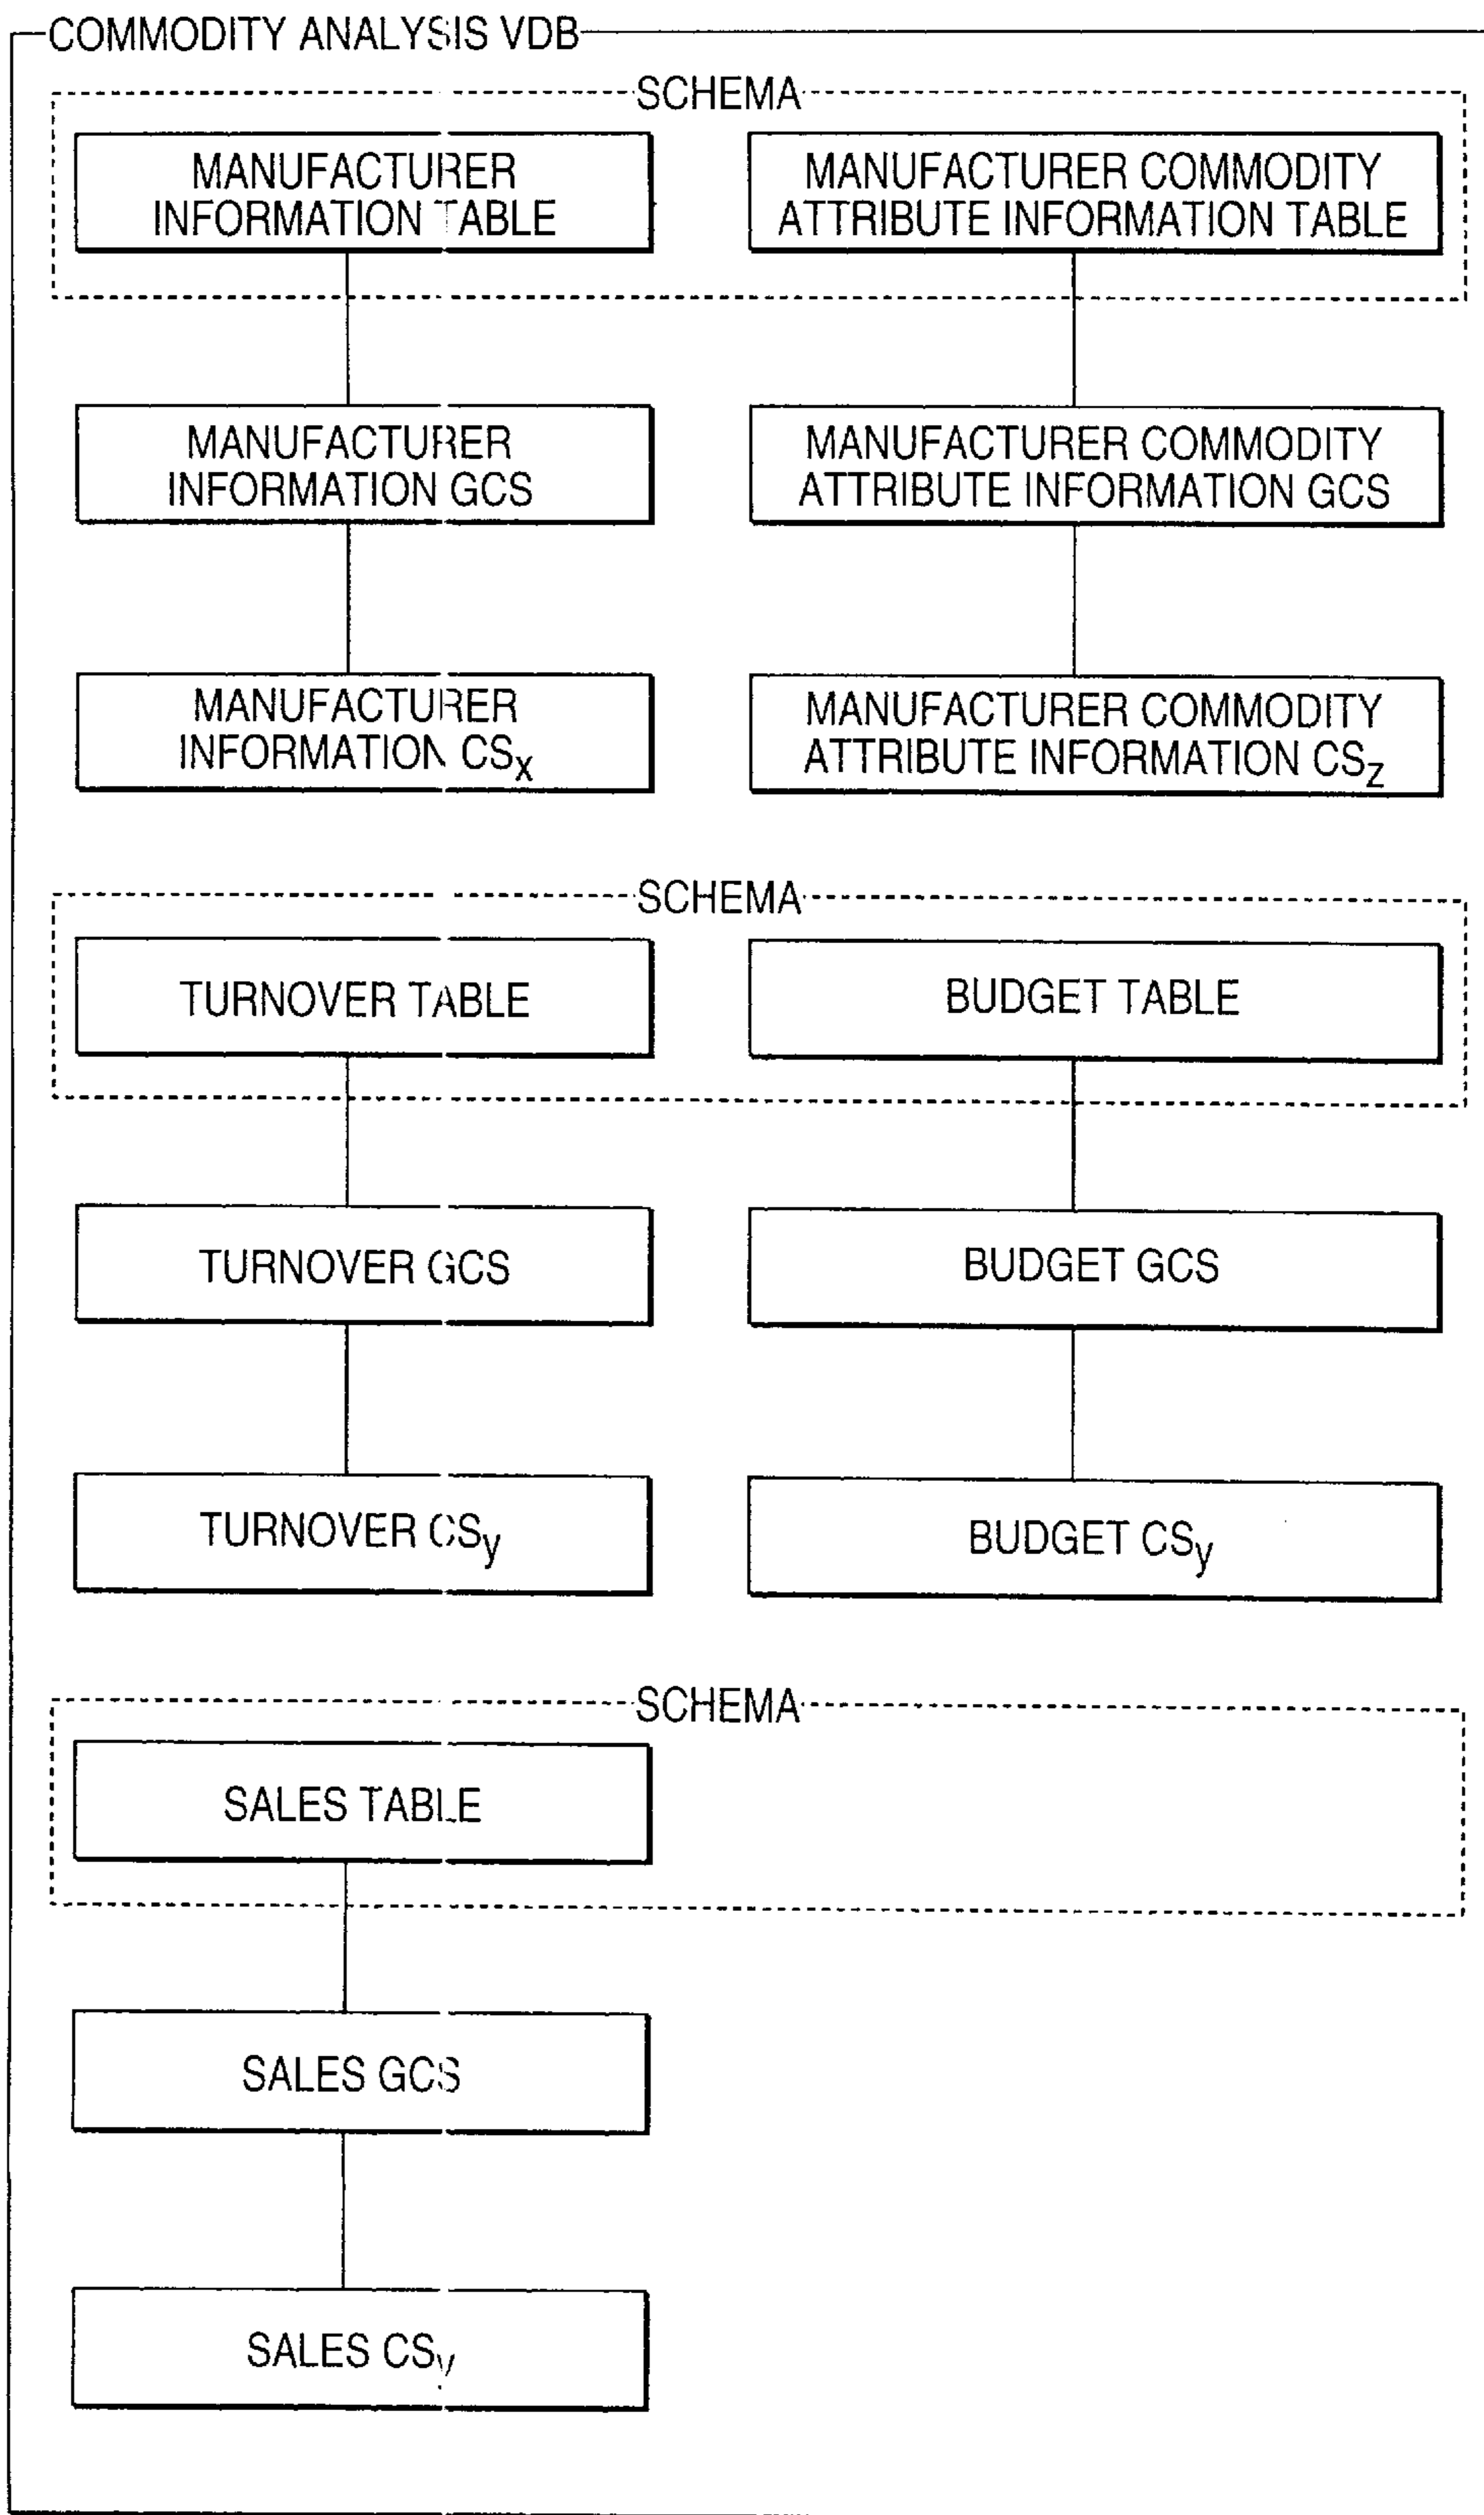 COMMODITY ANALYSIS VDB
SCHEMA
MANUFACTURER
INFORMATION TABLE
MANUFACTURER COMMODITY
ATTRIBUTE INFORMATION TABLE
MANUFACTURER
INFORMATION GCS
MANUFACTURER COMMODITY
ATTRIBUTE INFORMATION GCS
MANUFACTURER
INFORMATION CSx
MANUFACTURER COMMODITY
ATTRIBUTE INFORMATION CSz
SCHEMA
TURNOVER TABLE
BUDGET TABLE
TURNOVER GCS
BUDGET GCS
TURNOVER CSy
BUDGET CSy
SCHEMA
SALES TABLE
SALES GCS
SALES CSy